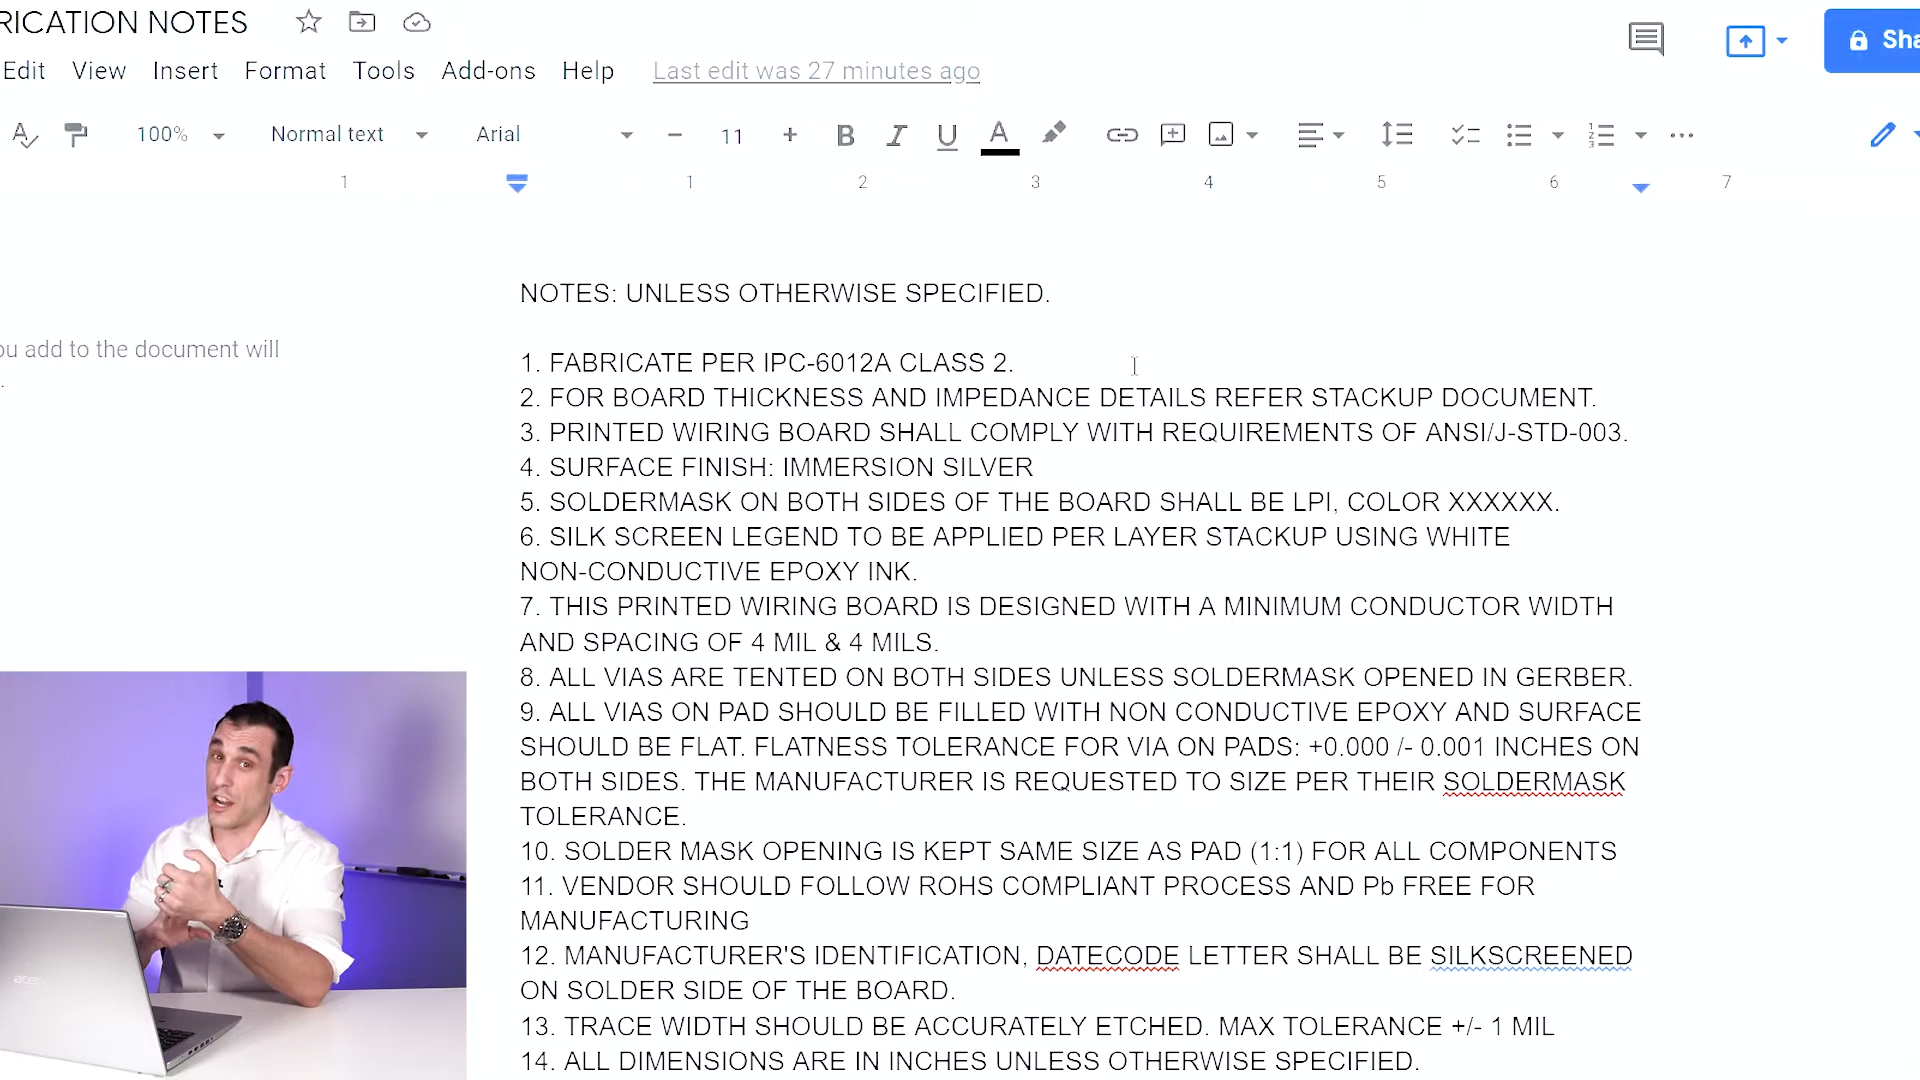 RICATION NOTES
Sha
Edit View Insert Format Tools Add-ons Help Last edit was 27 minutes ago
100% Normal text Arial 11
1 1 2 3 4 5 6 7
NOTES: UNLESS OTHERWISE SPECIFIED.
ou add to the document will
.
1. FABRICATE PER IPC-6012A CLASS 2.
2. FOR BOARD THICKNESS AND IMPEDANCE DETAILS REFER STACKUP DOCUMENT.
3. PRINTED WIRING BOARD SHALL COMPLY WITH REQUIREMENTS OF ANSI/J-STD-003.
4. SURFACE FINISH: IMMERSION SILVER
5. SOLDERMASK ON BOTH SIDES OF THE BOARD SHALL BE LPI, COLOR XXXXXX.
6. SILK SCREEN LEGEND TO BE APPLIED PER LAYER STACKUP USING WHITE
NON-CONDUCTIVE EPOXY INK.
7. THIS PRINTED WIRING BOARD IS DESIGNED WITH A MINIMUM CONDUCTOR WIDTH
AND SPACING OF 4 MIL & 4 MILS.
8. ALL VIAS ARE TENTED ON BOTH SIDES UNLESS SOLDERMASK OPENED IN GERBER.
9. ALL VIAS ON PAD SHOULD BE FILLED WITH NON CONDUCTIVE EPOXY AND SURFACE
SHOULD BE FLAT. FLATNESS TOLERANCE FOR VIA ON PADS: +0.000 /- 0.001 INCHES ON
BOTH SIDES. THE MANUFACTURER IS REQUESTED TO SIZE PER THEIR SOLDERMASK
TOLERANCE.
10. SOLDER MASK OPENING IS KEPT SAME SIZE AS PAD (1:1) FOR ALL COMPONENTS
11. VENDOR SHOULD FOLLOW ROHS COMPLIANT PROCESS AND Pb FREE FOR
MANUFACTURING
12. MANUFACTURER'S IDENTIFICATION, DATECODE LETTER SHALL BE SILKSCREENED
ON SOLDER SIDE OF THE BOARD.
13. TRACE WIDTH SHOULD BE ACCURATELY ETCHED. MAX TOLERANCE +/- 1 MIL
14. ALL DIMENSIONS ARE IN INCHES UNLESS OTHERWISE SPECIFIED.
acer